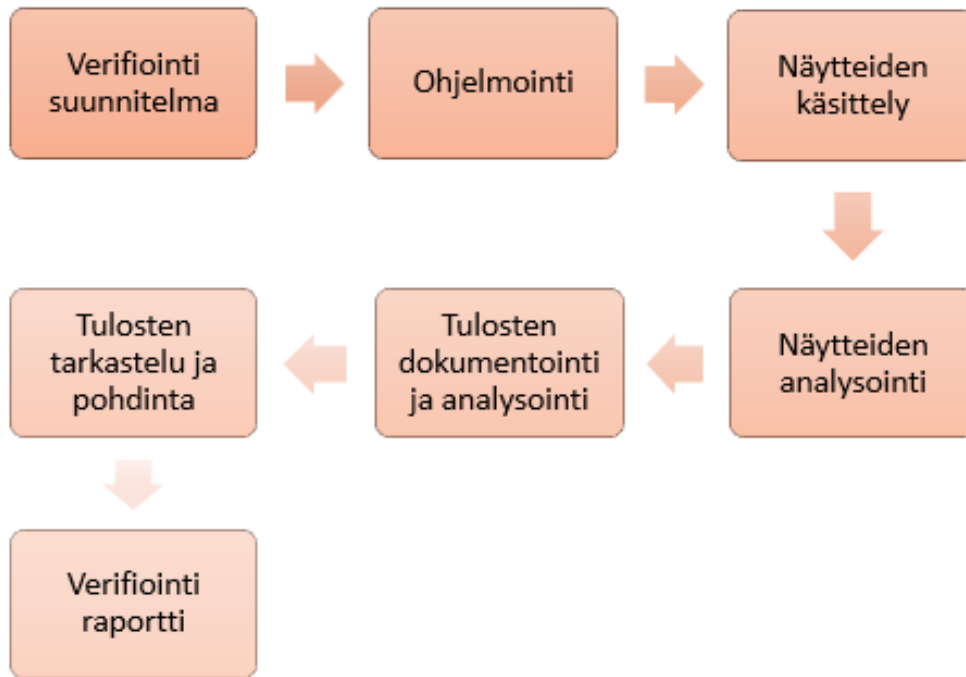 Verifiointi
suunnitelma
Ohjelmointi
Näytteiden
käsittely
Näytteiden
analysointi
Tulosten
dokumentointi
ja analysointi
Tulosten
tarkastelu ja
pohdinta
Verifiointi
raportti